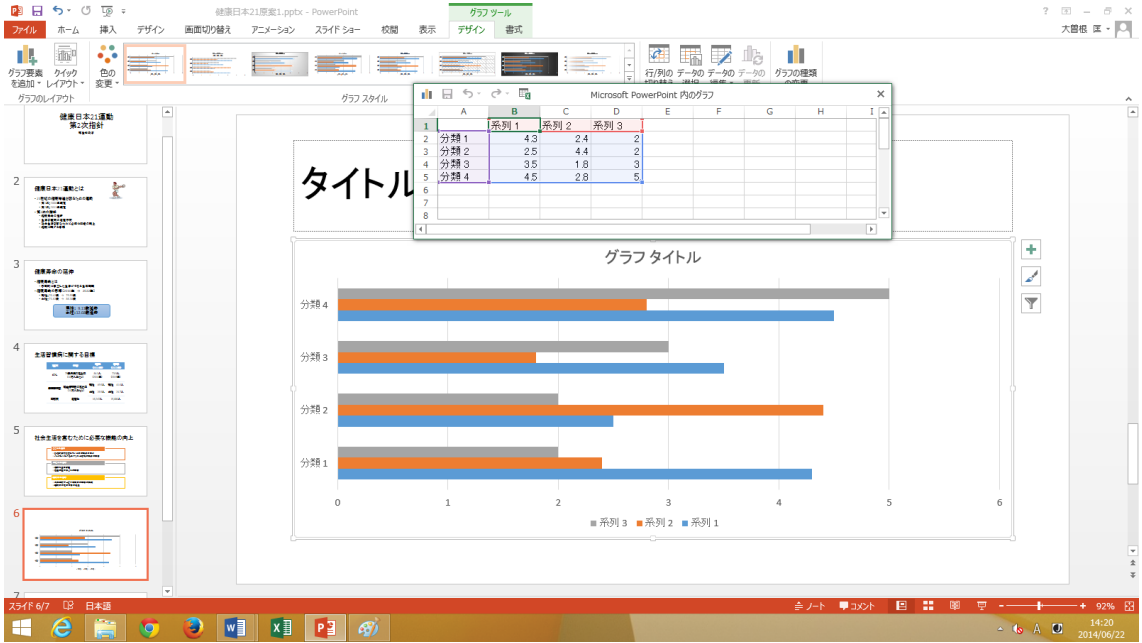 健康日本21原案1.pptx - PowerPoint
グラフ ツール
ファイル ホーム 挿入 デザイン 画面切り替え アニメーション スライド ショー 校閲 表示 デザイン 書式
大曽根 匡
グラフ要素を追加
クイックレイアウト
色の変更
行/列の データの データの データの グラフの種類
グラフのレイアウト
グラフ スタイル
Microsoft PowerPoint 内のグラフ
A B C D E F G H I
1 系列 1 系列 2 系列 3
2 分類 1 4.3 2.4 2
3 分類 2 2.5 4.4 2
4 分類 3 3.5 1.8 3
5 分類 4 4.5 2.8 5
6
7
8
健康日本21運動
第2次指針
2
健康日本21運動とは
3
健康寿命の延伸
4
生活習慣病に関する目標
5
社会生活を営むために必要な機能の向上
6
7
タイトル
グラフ タイトル
分類 4
分類 3
分類 2
分類 1
0 1 2 3 4 5 6
系列 3 系列 2 系列 1
スライド 6/7 日本語
ノート コメント 92%
A
14:20
2014/06/22